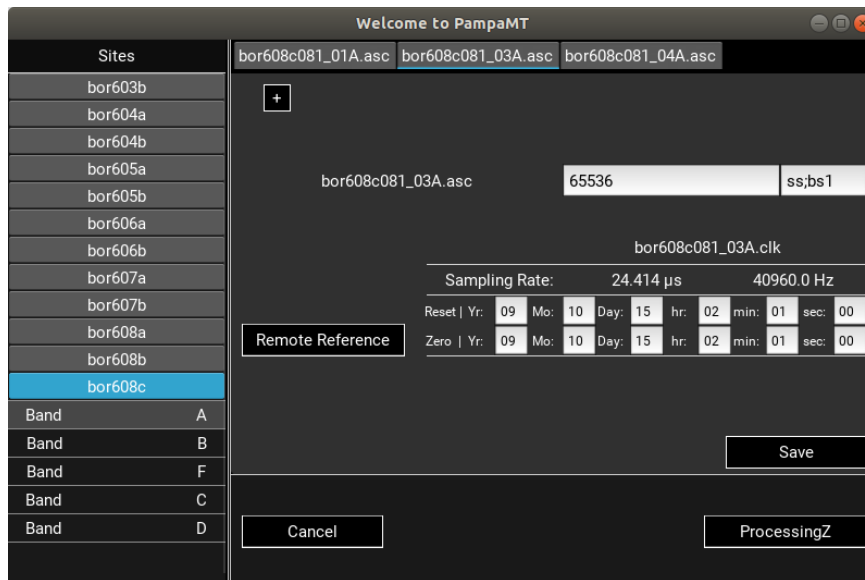 Welcome to PampaMT
Sites
bor603b
bor604a
bor604b
bor605a
bor605b
bor606a
bor606b
bor607a
bor607b
bor608a
bor608b
bor608c
Band A
Band B
Band F
Band C
Band D
bor608c081_01A.asc bor608c081_03A.asc bor608c081_04A.asc
+
bor608c081_03A.asc 65536 ss;bs1
bor608c081_03A.clk
Sampling Rate: 24.414 µs 40960.0 Hz
Reset | Yr: 09 Mo: 10 Day: 15 hr: 02 min: 01 sec: 00
Remote Reference
Zero | Yr: 09 Mo: 10 Day: 15 hr: 02 min: 01 sec: 00
Save
Cancel ProcessingZ